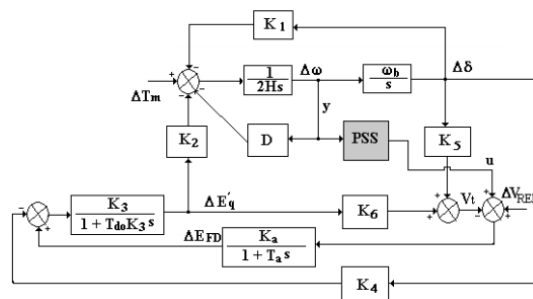 K1
ΔTm
1
2Hs
Δω
ωb
s
Δδ
y
K2
D
PSS
K5
u
K3
1 + TdoK3 s
ΔE'q
K6
Vt
ΔVREF
ΔEFD
Ka
1 + Ta s
K4